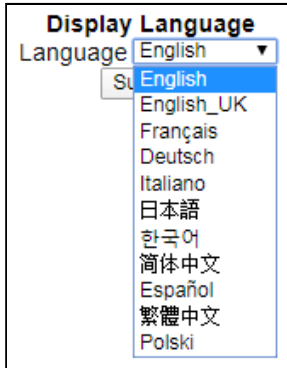 Display Language
Language English ▼
Su
English
English_UK
Français
Deutsch
Italiano
日本語
한국어
简体中文
Español
繁體中文
Polski